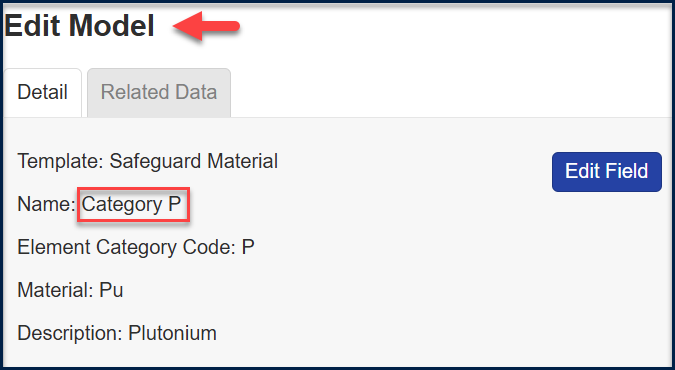 Edit Model
Detail
Related Data
Template: Safeguard Material
Edit Field
Name: Category P
Element Category Code: P
Material: Pu
Description: Plutonium